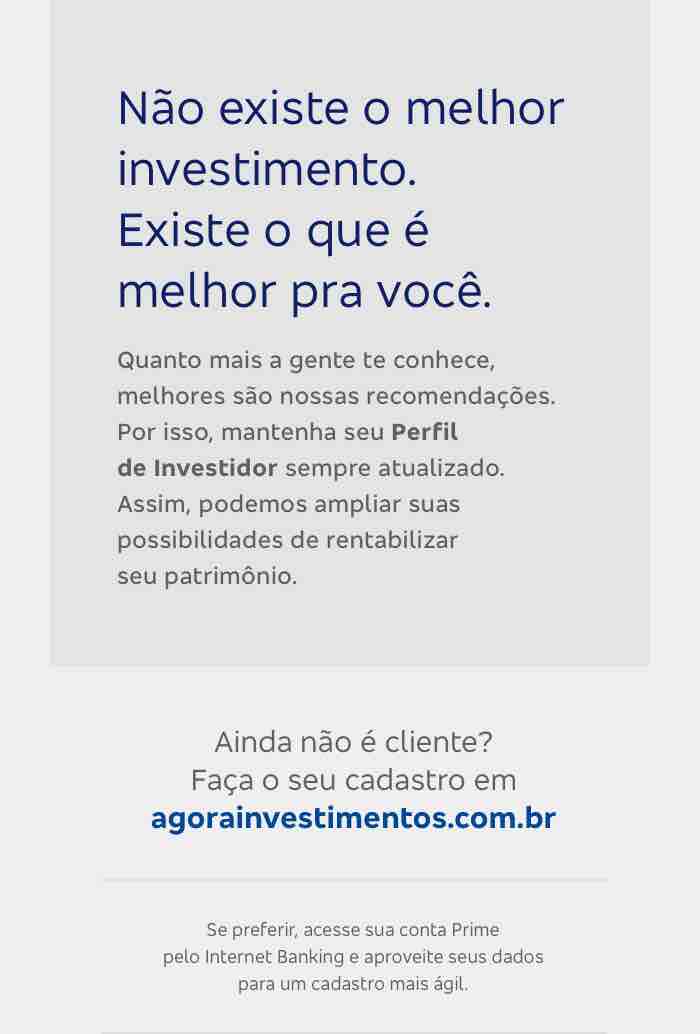 Não existe o melhor
investimento.
Existe o que é
melhor pra você.
Quanto mais a gente te conhece,
melhores são nossas recomendações.
Por isso, mantenha seu Perfil
de Investidor sempre atualizado.
Assim, podemos ampliar suas
possibilidades de rentabilizar
seu patrimônio.
Ainda não é cliente?
Faça o seu cadastro em
agorainvestimentos.com.br
Se preferir, acesse sua conta Prime
pelo Internet Banking e aproveite seus dados
para um cadastro mais ágil.